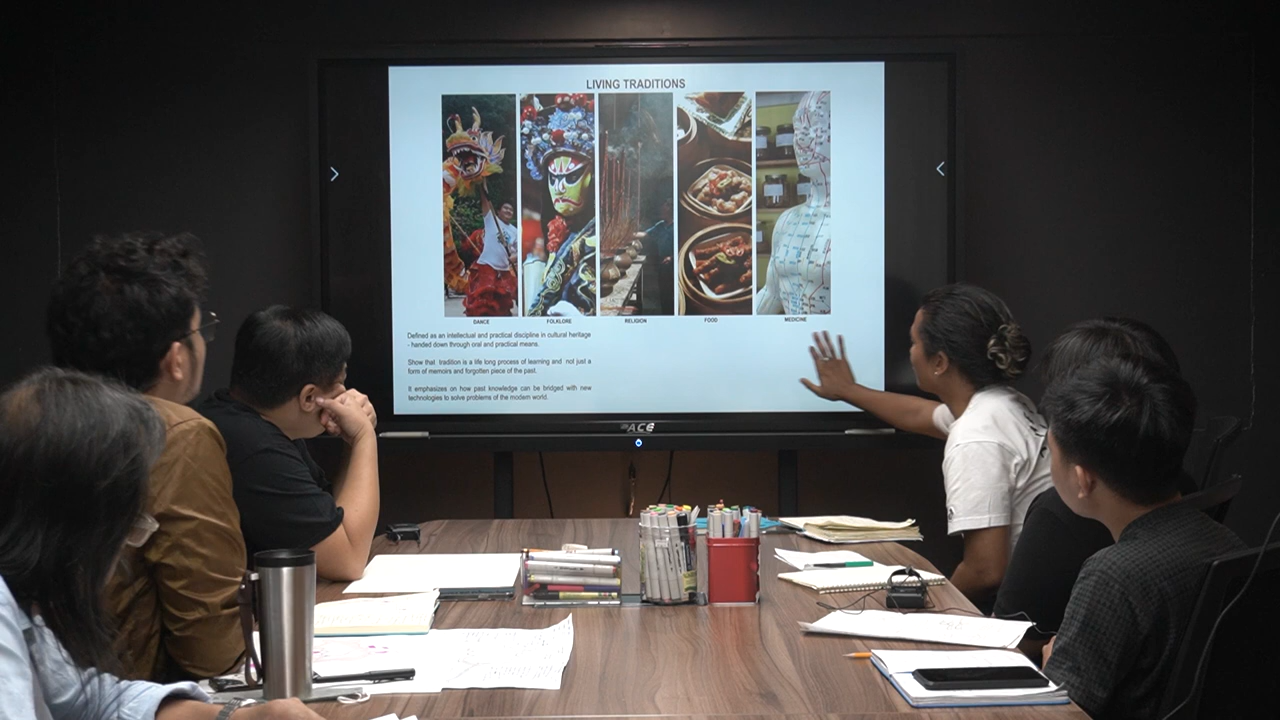 LIVING TRADITIONS
DANCE
FOLKLORE
RELIGION
FOOD
MEDICINE
Defined as an intellectual and practical discipline in cultural heritage
- handed down through oral and practical means.
Show that tradition is a life long process of learning and not just a
form of memoirs and forgotten piece of the past.
It emphasizes on how past knowledge can be bridged with new
technologies to solve problems of the modern world.
ACE